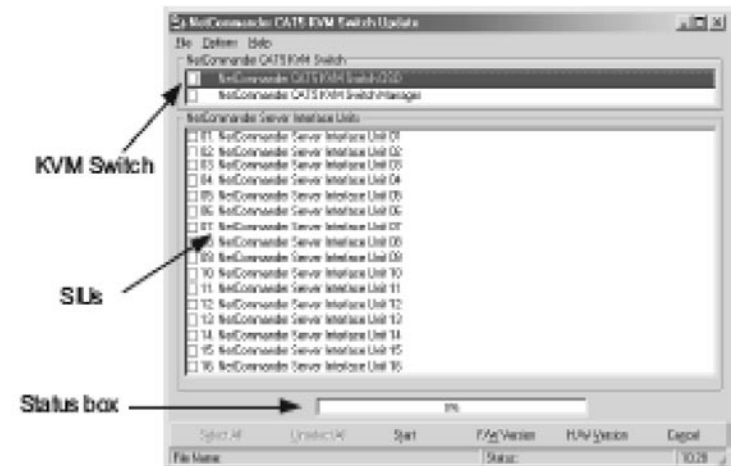 NetCommander CAT5 KVM Switch Update
File Options Help
NetCommander CAT5 KVM Switch
NetCommander CAT5 KVM Switch OSD
NetCommander CAT5 KVM Switch Manager
NetCommander Server Interface Units
01. NetCommander Server Interface Unit 01
02. NetCommander Server Interface Unit 02
03. NetCommander Server Interface Unit 03
04. NetCommander Server Interface Unit 04
05. NetCommander Server Interface Unit 05
06. NetCommander Server Interface Unit 06
07. NetCommander Server Interface Unit 07
08. NetCommander Server Interface Unit 08
09. NetCommander Server Interface Unit 09
10. NetCommander Server Interface Unit 10
11. NetCommander Server Interface Unit 11
12. NetCommander Server Interface Unit 12
13. NetCommander Server Interface Unit 13
14. NetCommander Server Interface Unit 14
15. NetCommander Server Interface Unit 15
16. NetCommander Server Interface Unit 16
KVM Switch
SIUs
Status box
0%
Select All Unselect All Start F/W Version H/W Version Cancel
File Name: Status: 10:28